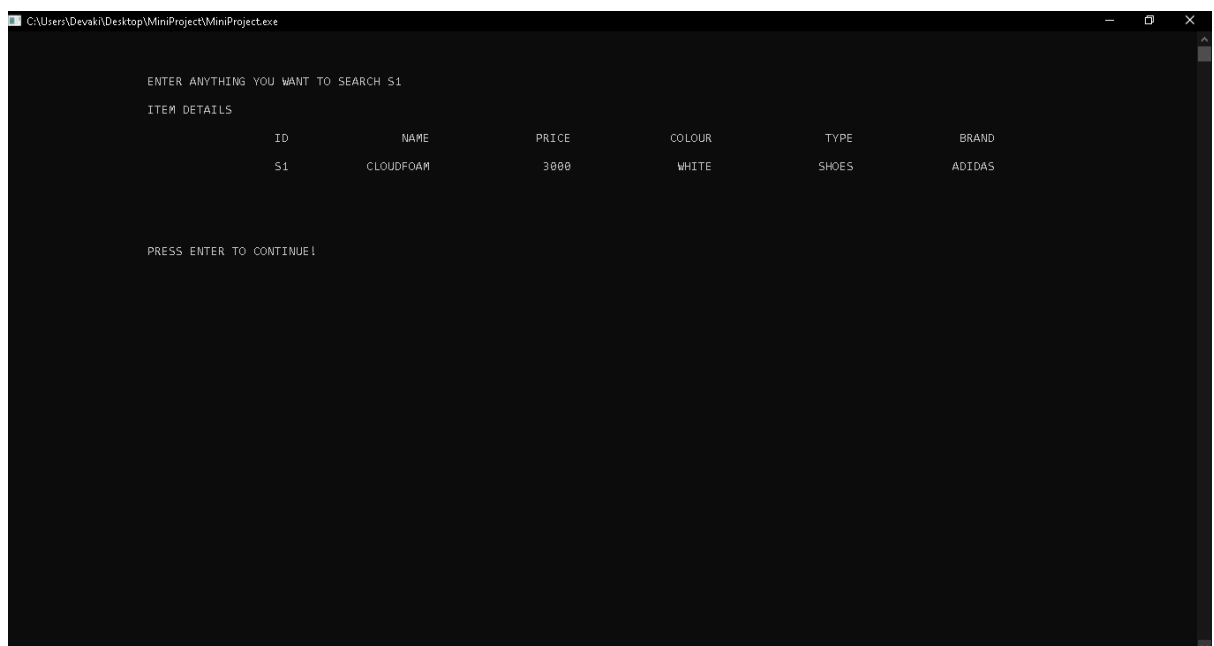 C:\Users\Devaki\Desktop\MiniProject\MiniProject.exe
ENTER ANYTHING YOU WANT TO SEARCH S1
ITEM DETAILS
ID NAME PRICE COLOUR TYPE BRAND
S1 CLOUDFOAM 3000 WHITE SHOES ADIDAS
PRESS ENTER TO CONTINUE!